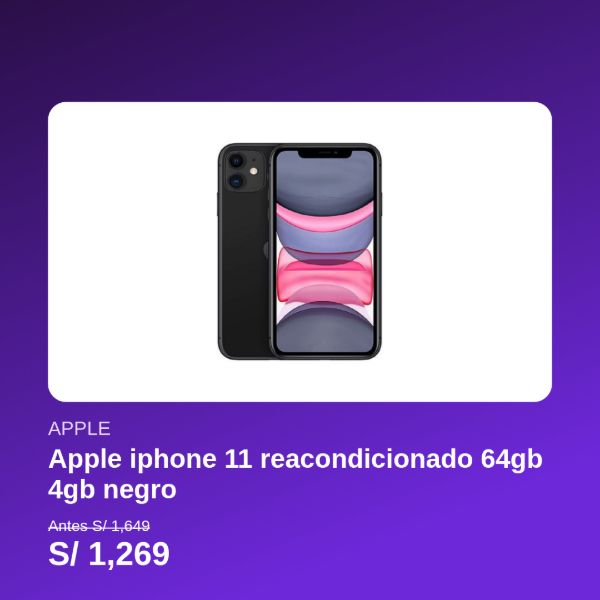 APPLE
Apple iphone 11 reacondicionado 64gb
4gb negro
Antes S/ 1,649
S/ 1,269